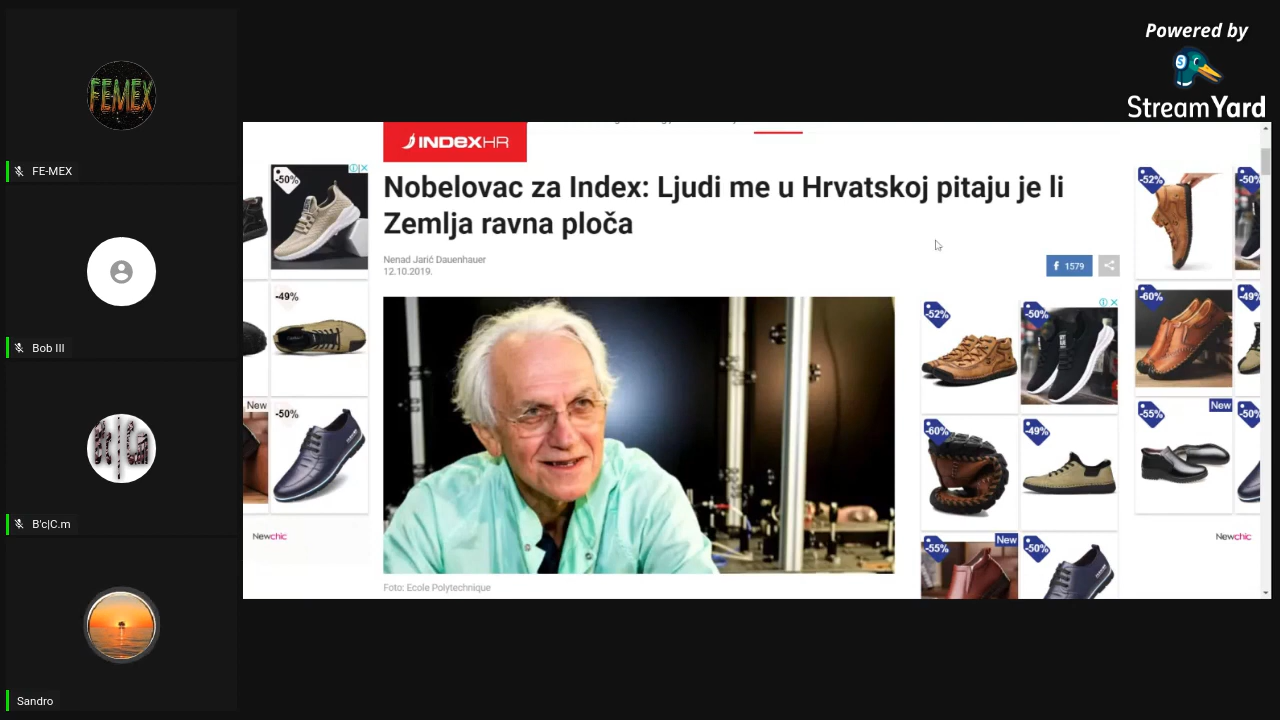 Powered by
StreamYard
FEMEX
FE-MEX
Bob III
B'c|C.m
Sandro
INDEXHR
Nobelovac za Index: Ljudi me u Hrvatskoj pitaju je li
Zemlja ravna ploča
Nenad Jarić Dauenhauer
12.10.2019.
1579
-50%
-49%
New
-50%
Newchic
-52%
-50%
-60%
-49%
-55%
New
-50%
-52%
-50%
-60%
-49%
-55%
New
-50%
Newchic
Foto: Ecole Polytechnique